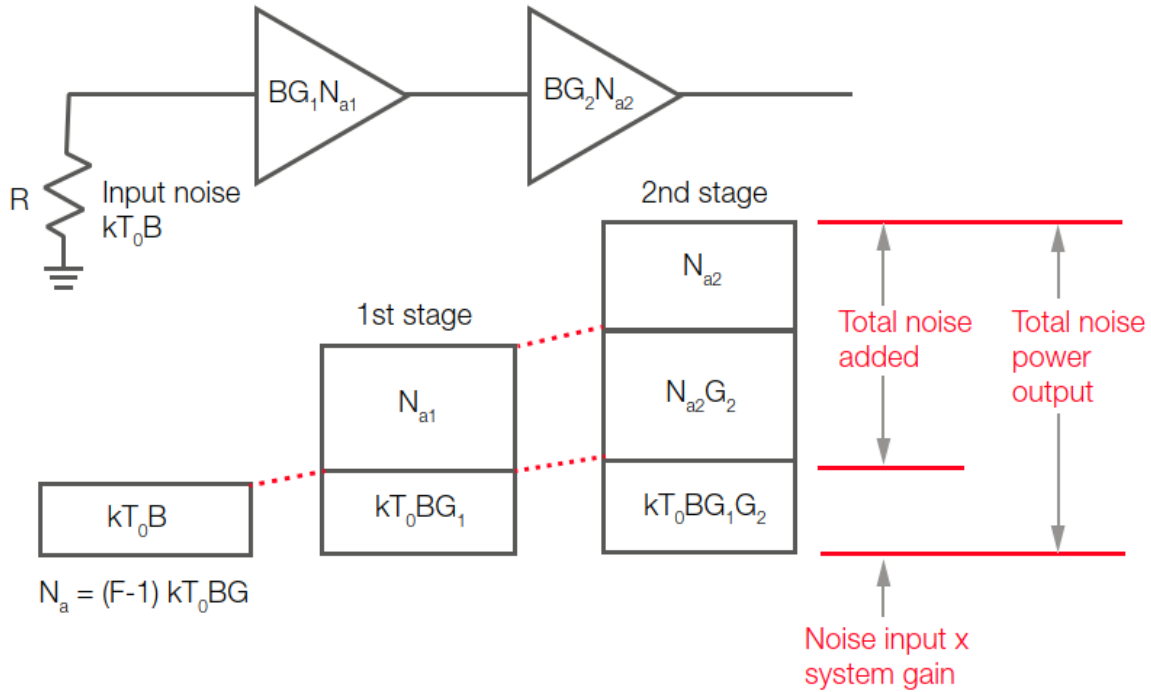 BG₁Nₐ₁
BG₂Nₐ₂
R
Input noise
kT₀B
2nd stage
Nₐ₂
1st stage
Total noise
added
Total noise
power
output
Nₐ₁
Nₐ₂G₂
kT₀B
kT₀BG₁
kT₀BG₁G₂
Nₐ = (F-1) kT₀BG
Noise input x
system gain